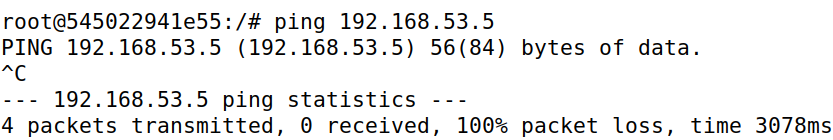 root@545022941e55:/# ping 192.168.53.5
PING 192.168.53.5 (192.168.53.5) 56(84) bytes of data.
^C
--- 192.168.53.5 ping statistics ---
4 packets transmitted, 0 received, 100% packet loss, time 3078ms